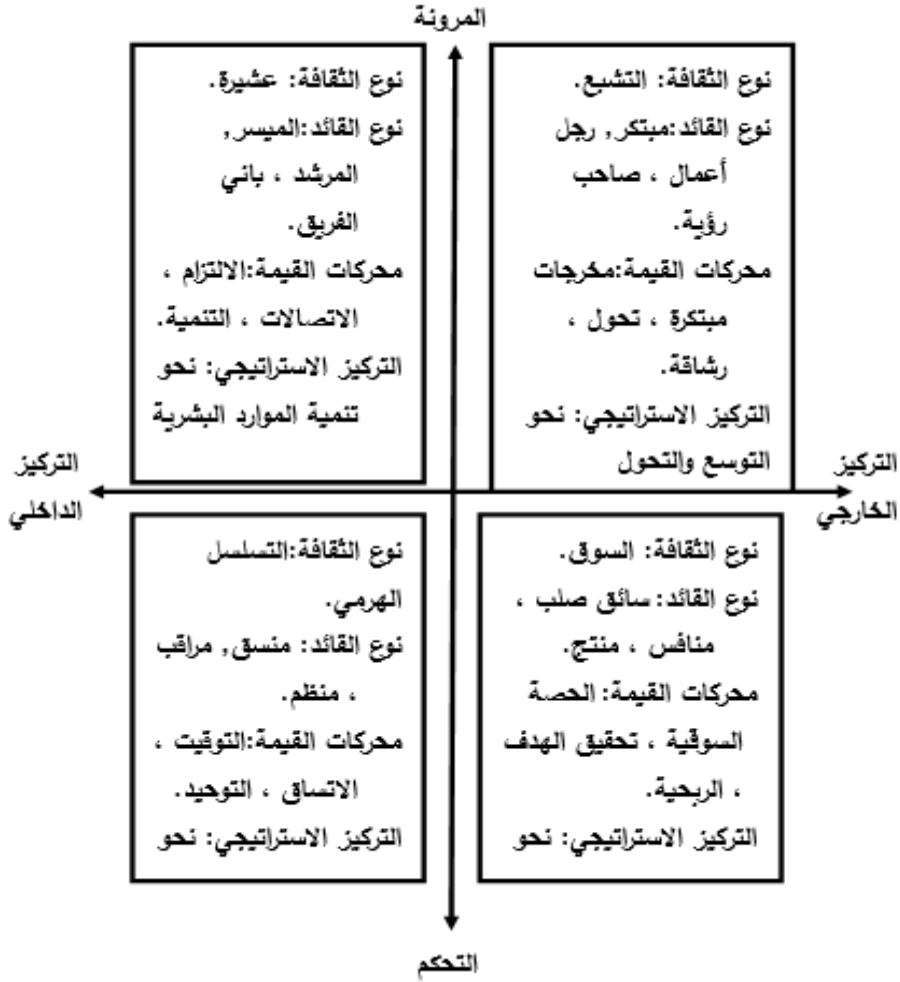 المرونة
نوع الثقافة: التشبع.
نوع القائد:مبتكر, رجل
أعمال ، صاحب
رؤية.
محركات القيمة:مخرجات
مبتكرة ، تحول ،
رشاقة.
التركيز الاستراتيجي: نحو
التوسع والتحول
نوع الثقافة: عشيرة.
نوع القائد:الميسر,
المرشد ، باني
الفريق.
محركات القيمة:الالتزام ،
الاتصالات ، التنمية.
التركيز الاستراتيجي: نحو
تنمية الموارد البشرية
التركيز
الخارجي
التركيز
الداخلي
نوع الثقافة: السوق.
نوع القائد: سائق صلب ،
منافس ، منتج.
محركات القيمة: الحصة
السوقية ، تحقيق الهدف
، الربحية.
التركيز الاستراتيجي: نحو
نوع الثقافة:التسلسل
الهرمي.
نوع القائد: منسق, مراقب
، منظم.
محركات القيمة:التوقيت ،
الاتساق ، التوحيد.
التركيز الاستراتيجي: نحو
التحكم